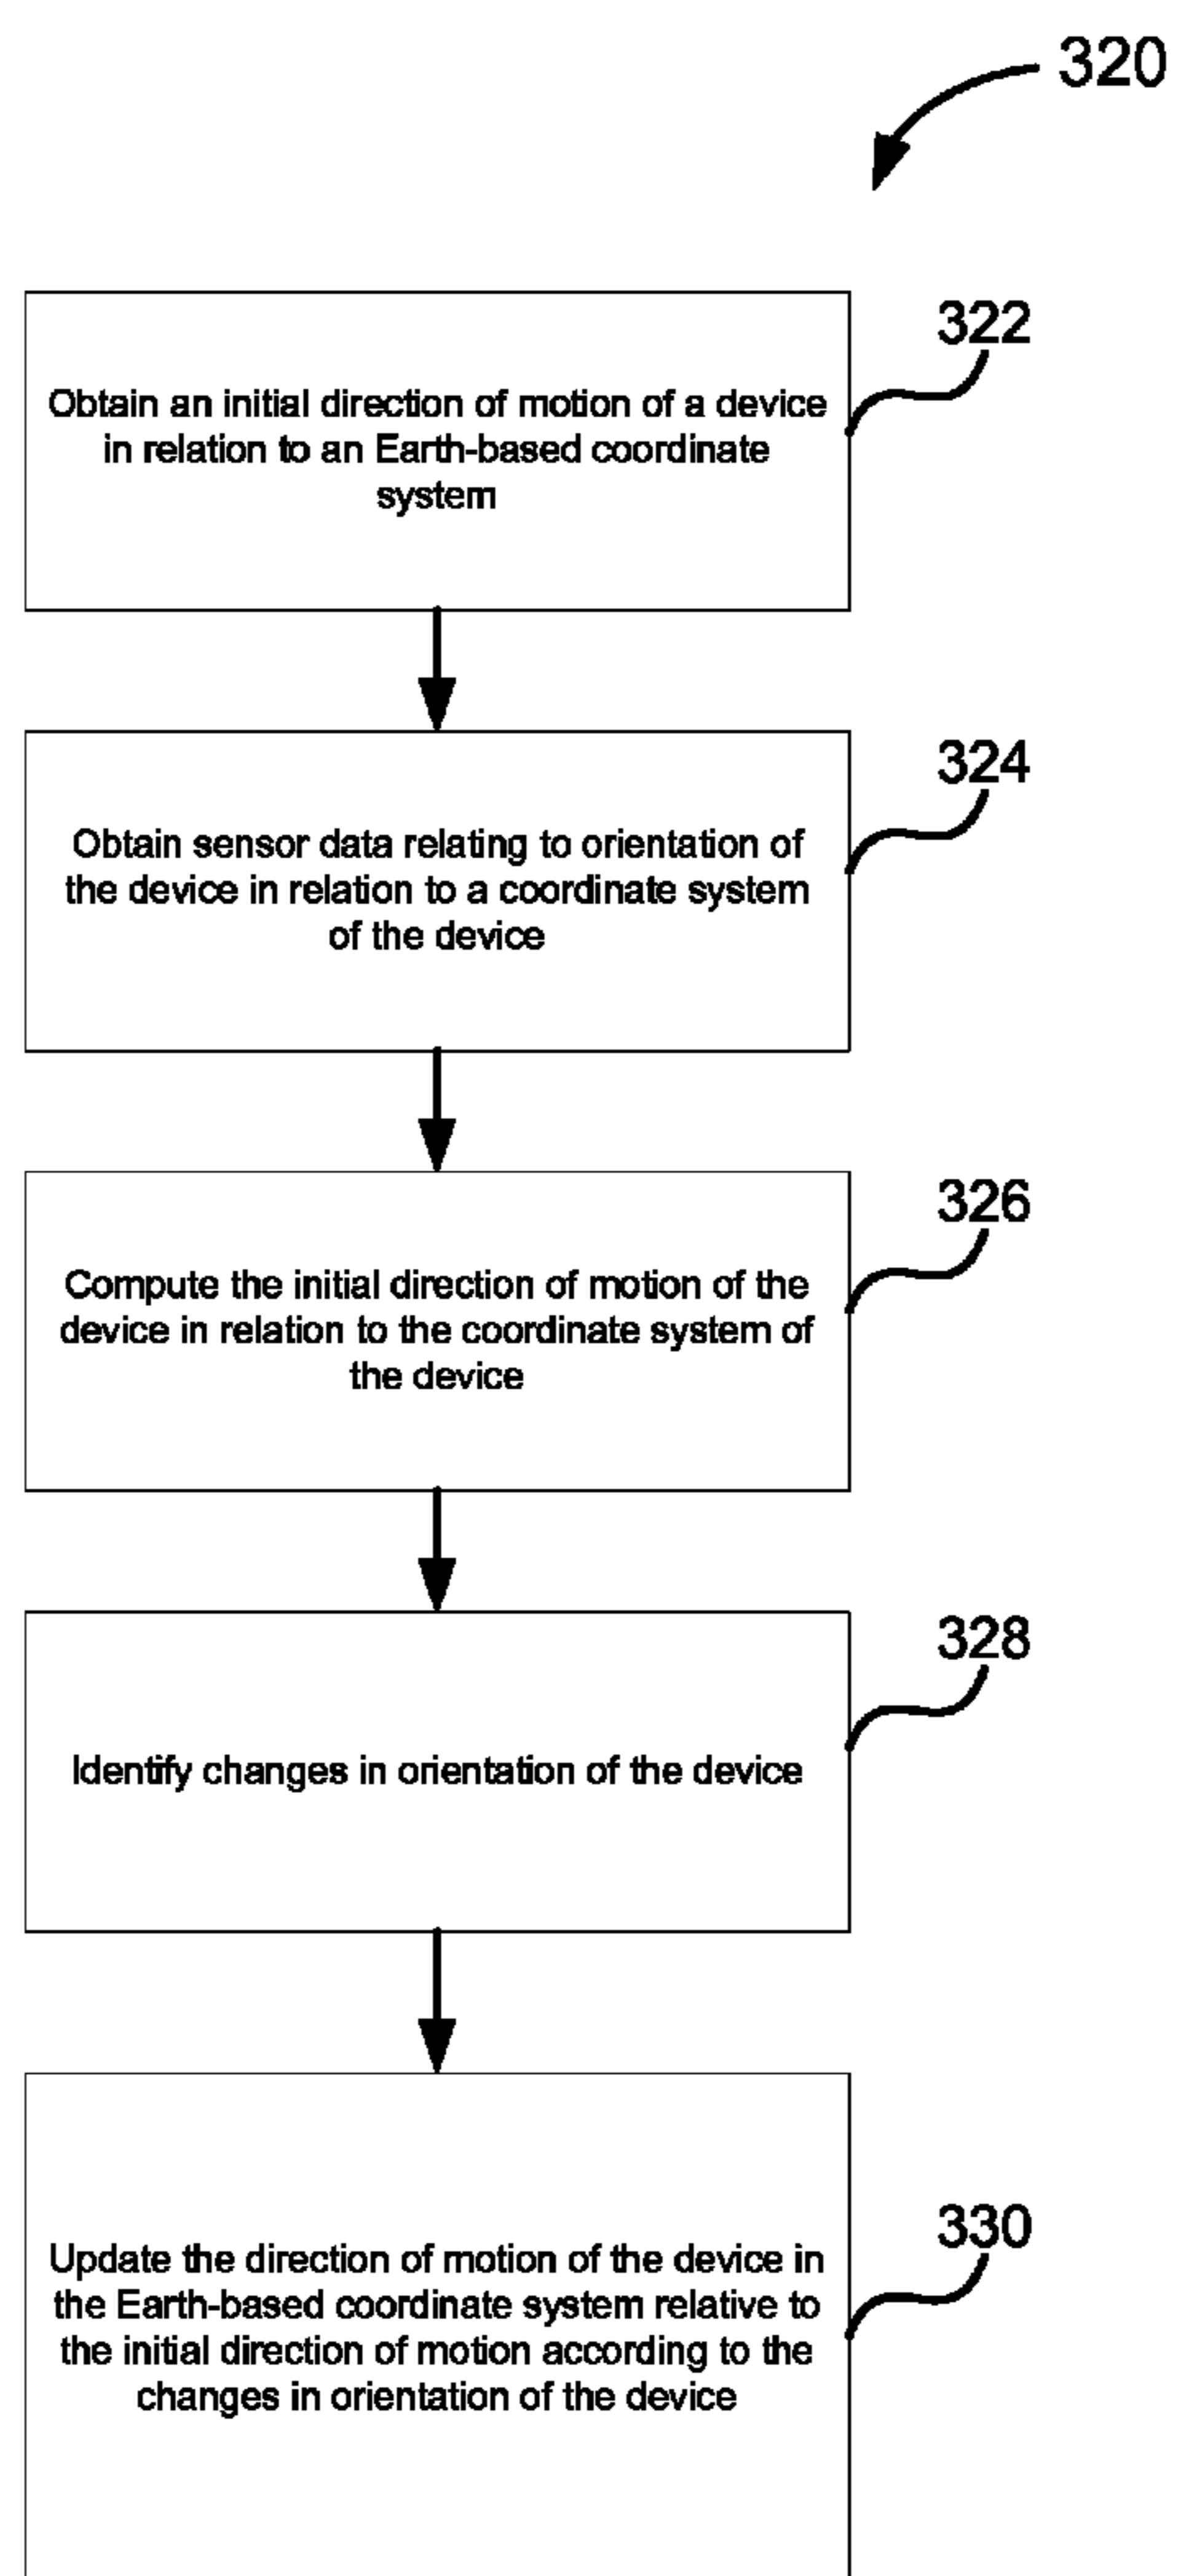 320
322
Obtain an initial direction of motion of a device
in relation to an Earth-based coordinate
system
324
Obtain sensor data relating to orientation of
the device in relation to a coordinate system
of the device
326
Compute the initial direction of motion of the
device in relation to the coordinate system of
the device
328
Identify changes in orientation of the device
330
Update the direction of motion of the device in
the Earth-based coordinate system relative to
the initial direction of motion according to the
changes in orientation of the device